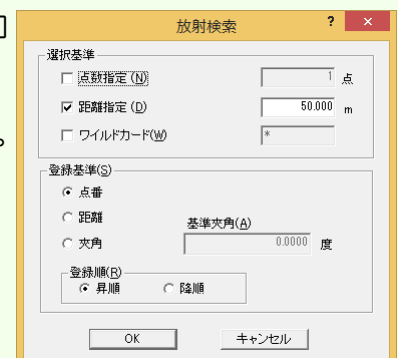 放射検索 ? ×
選択基準
点数指定(N) 1 点
距離指定(D) 50.000 m
ワイルドカード(W) *
登録基準(S)
点番
距離
基準夾角(A)
夾角 0.0000 度
登録順(R)
昇順 降順
OK キャンセル